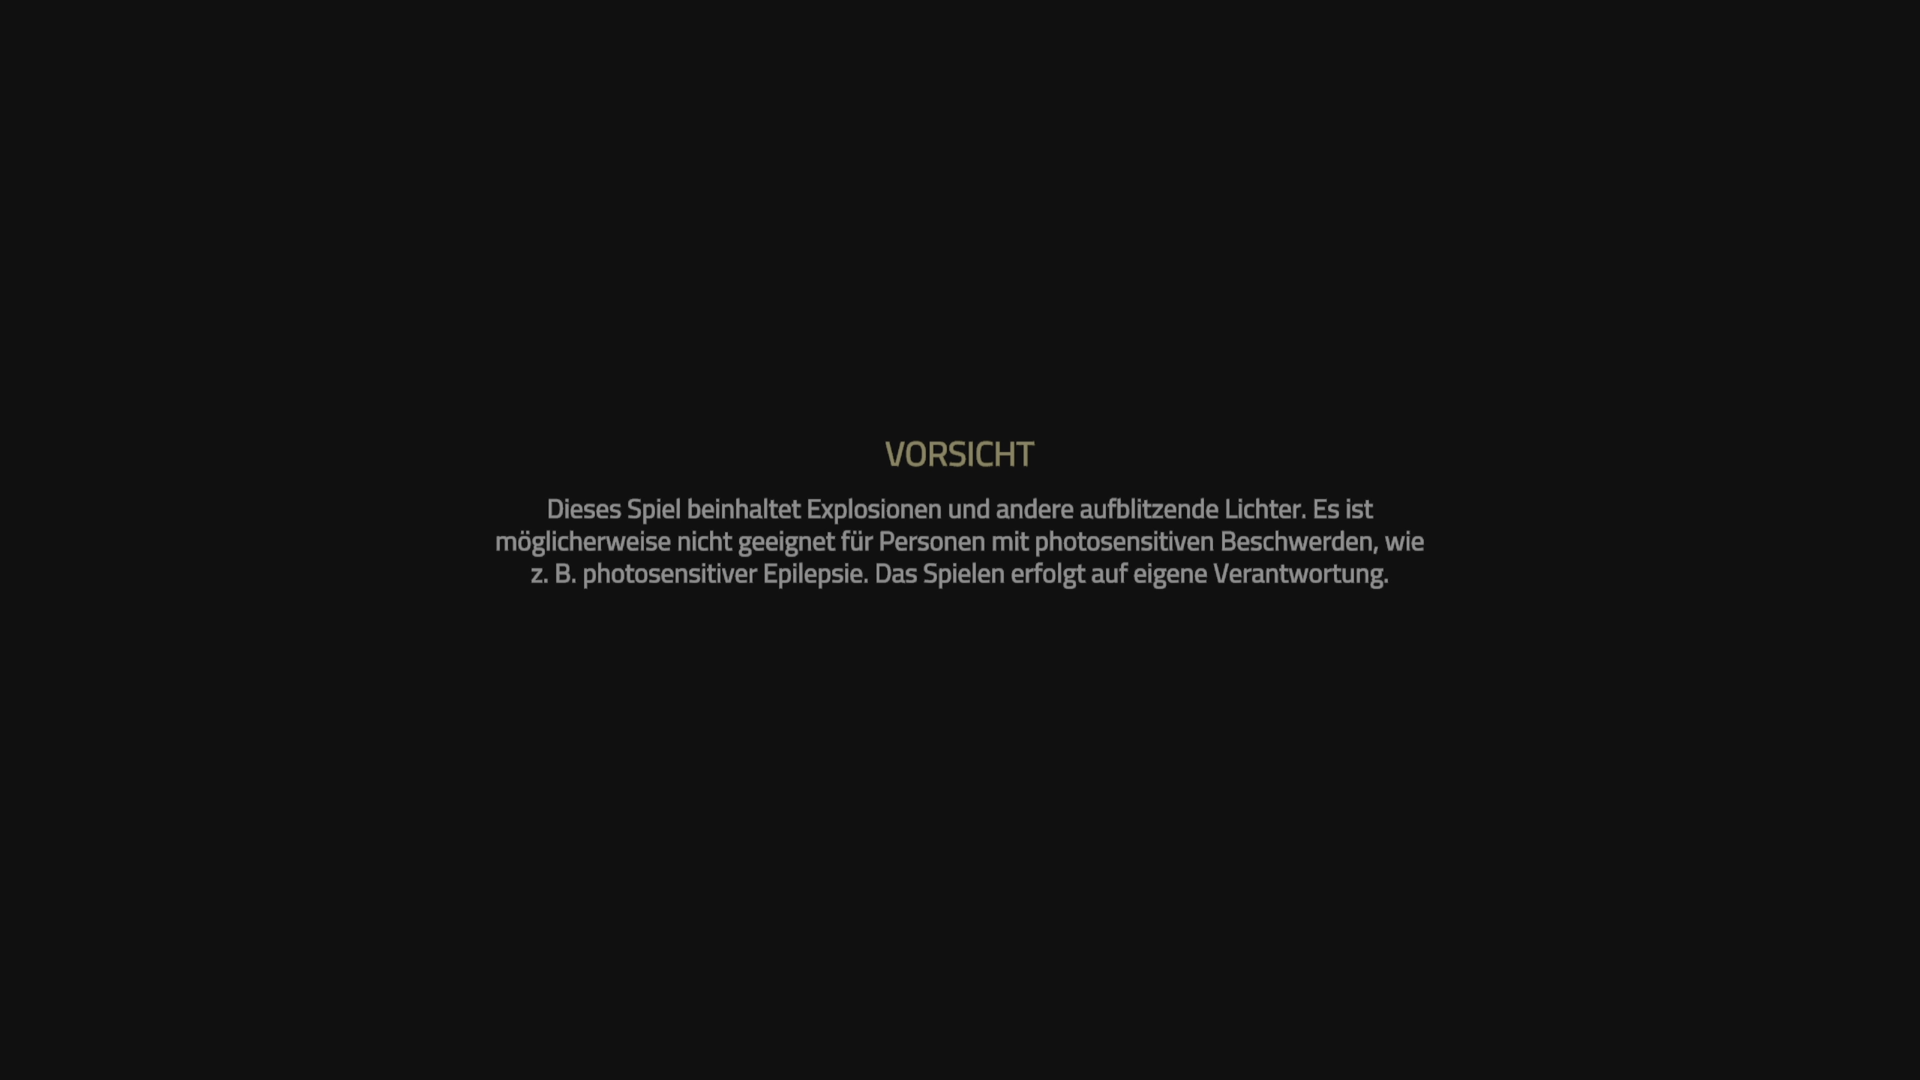 VORSICHT
Dieses Spiel beinhaltet Explosionen und andere aufblitzende Lichter. Es ist
möglicherweise nicht geeignet für Personen mit photosensitiven Beschwerden, wie
z. B. photosensitiver Epilepsie. Das Spielen erfolgt auf eigene Verantwortung.